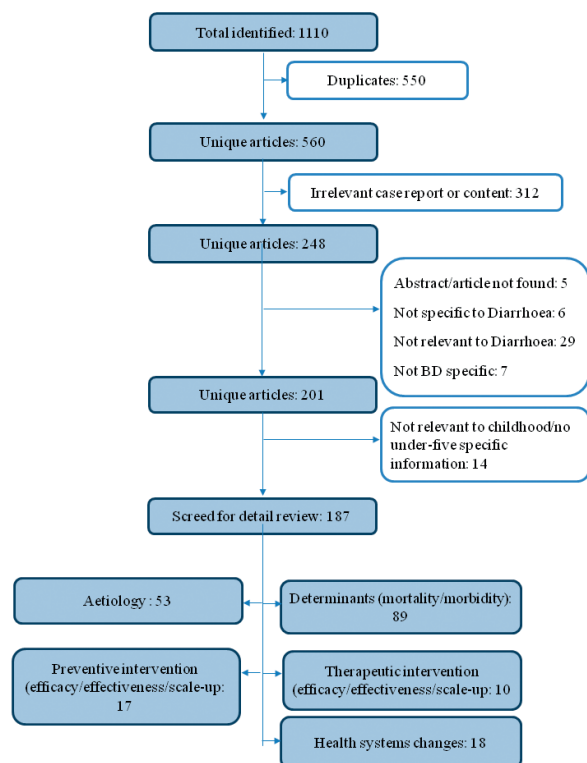 Total identified: 1110
Duplicates: 550
Unique articles: 560
Irrelevant case report or content: 312
Unique articles: 248
Abstract/article not found: 5
Not specific to Diarrhoea: 6
Not relevant to Diarrhoea: 29
Not BD specific: 7
Unique articles: 201
Not relevant to childhood/no
under-five specific
information: 14
Screed for detail review: 187
Aetiology : 53
Determinants (mortality/morbidity):
89
Preventive intervention
(efficacy/effectiveness/scale-up:
17
Therapeutic intervention
(efficacy/effectiveness/scale-up: 10
Health systems changes: 18